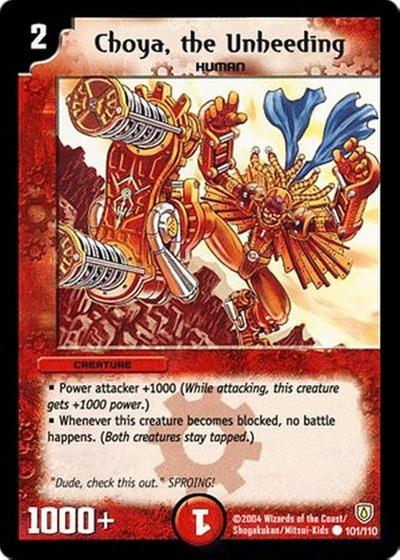 2
Choya, the Unheeding
HUMAN
CREATURE
▪ Power attacker +1000 (While attacking, this creature
gets +1000 power.)
▪ Whenever this creature becomes blocked, no battle
happens. (Both creatures stay tapped.)
"Dude, check this out." SPROING!
1000+
1
©2004 Wizards of the Coast/
Shogakukan/Mitsui-Kids ● 101/110